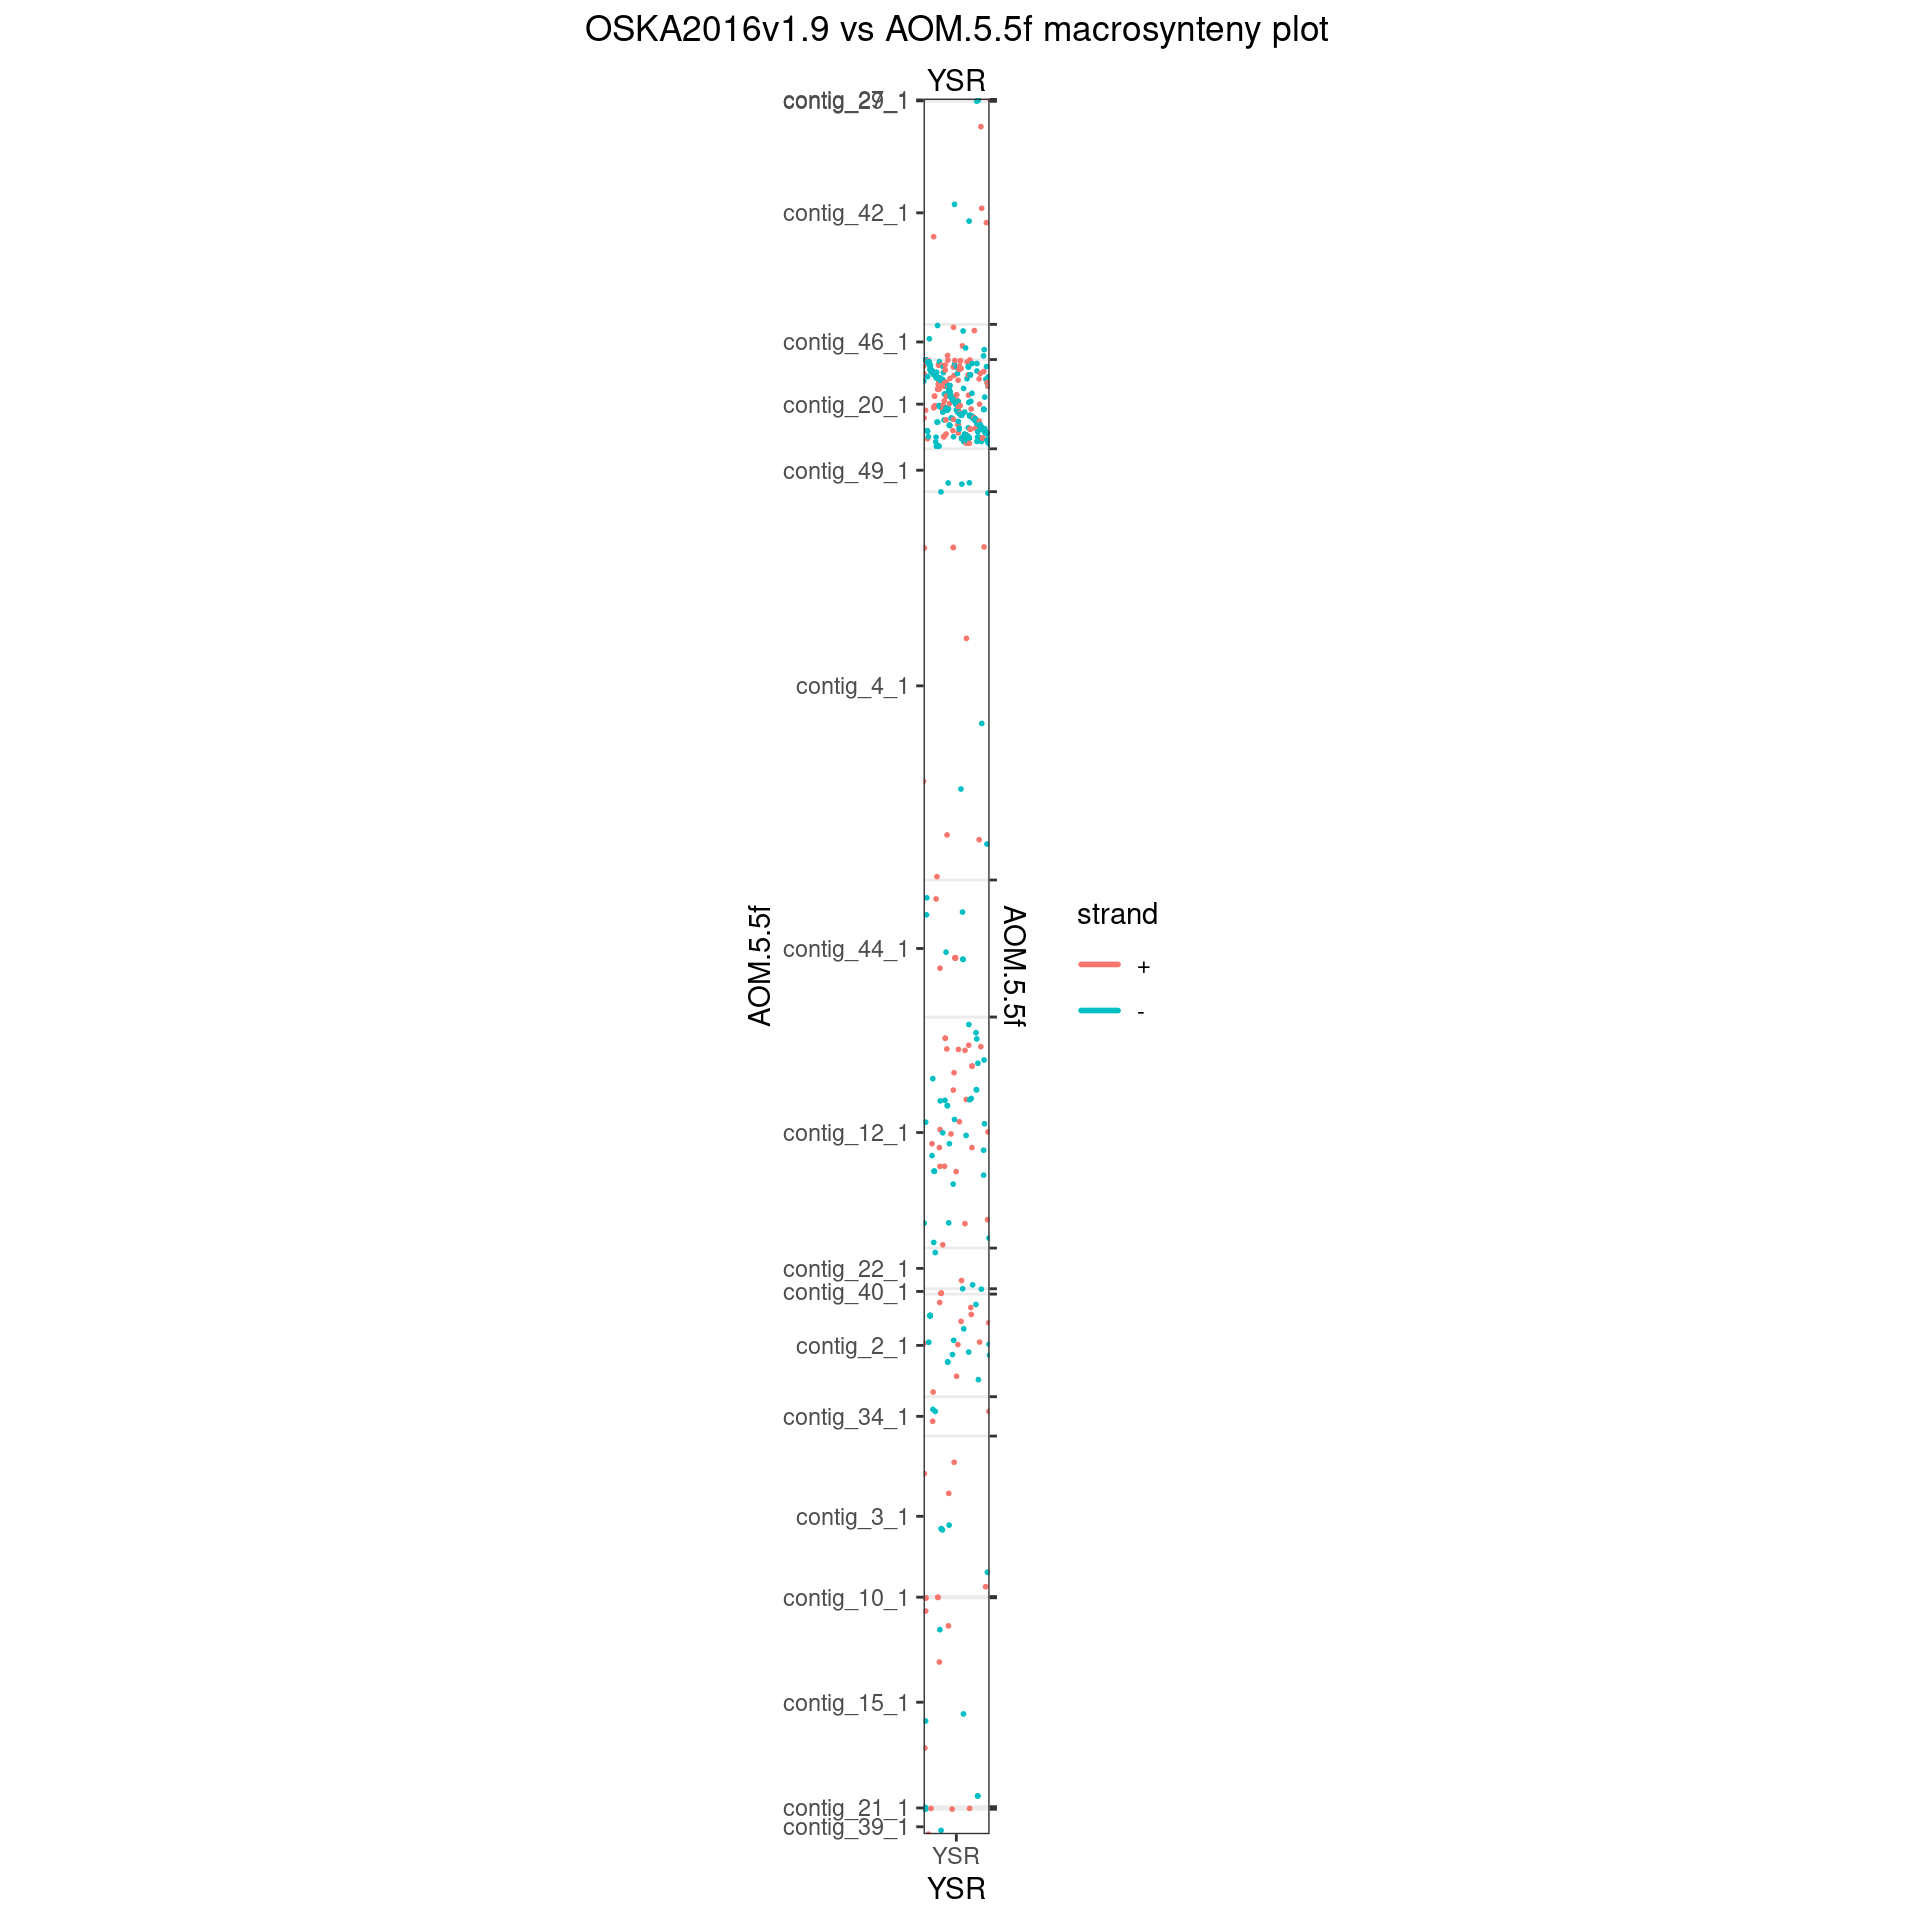 OSKA2016v1.9 vs AOM.5.5f macrosynteny plot
YSR
contig_29_1
contig_42_1
contig_46_1
contig_20_1
contig_49_1
contig_4_1
contig_44_1
contig_12_1
contig_22_1
contig_40_1
contig_2_1
contig_34_1
contig_3_1
contig_10_1
contig_15_1
contig_21_1
contig_39_1
AOM.5.5f
AOM.5.5f
strand
+
-
YSR
YSR